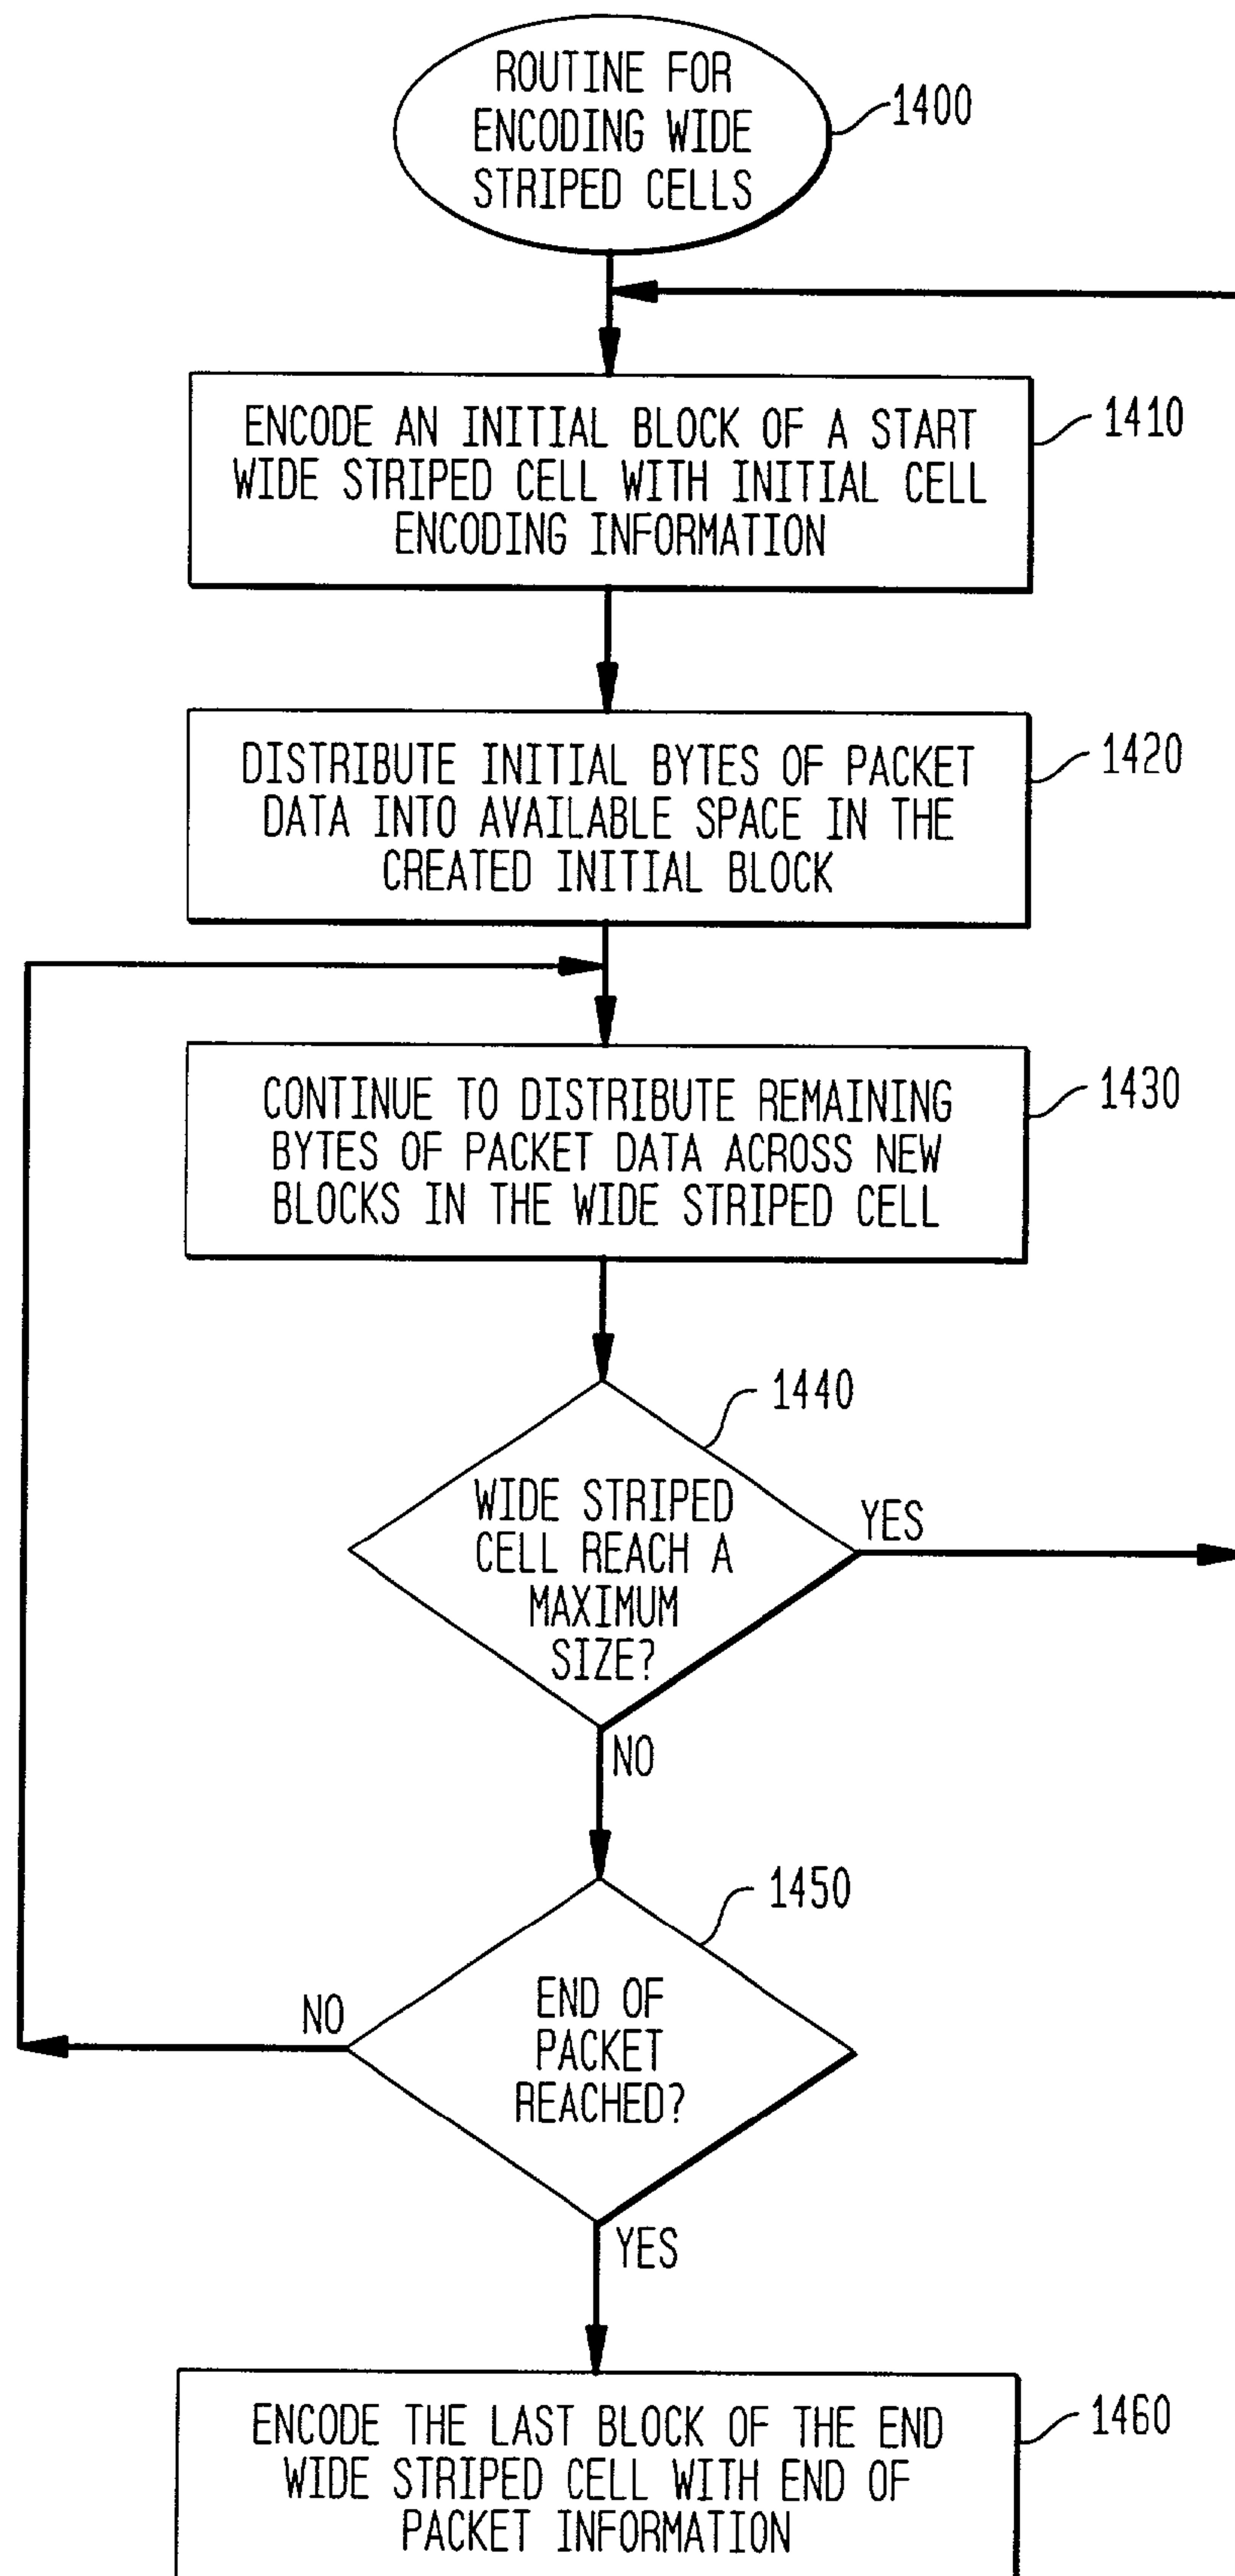 ROUTINE FOR
ENCODING WIDE
STRIPED CELLS
1400
ENCODE AN INITIAL BLOCK OF A START
WIDE STRIPED CELL WITH INITIAL CELL
ENCODING INFORMATION
1410
DISTRIBUTE INITIAL BYTES OF PACKET
DATA INTO AVAILABLE SPACE IN THE
CREATED INITIAL BLOCK
1420
CONTINUE TO DISTRIBUTE REMAINING
BYTES OF PACKET DATA ACROSS NEW
BLOCKS IN THE WIDE STRIPED CELL
1430
WIDE STRIPED
CELL REACH A
MAXIMUM
SIZE?
1440
YES
NO
END OF
PACKET
REACHED?
1450
NO
YES
ENCODE THE LAST BLOCK OF THE END
WIDE STRIPED CELL WITH END OF
PACKET INFORMATION
1460